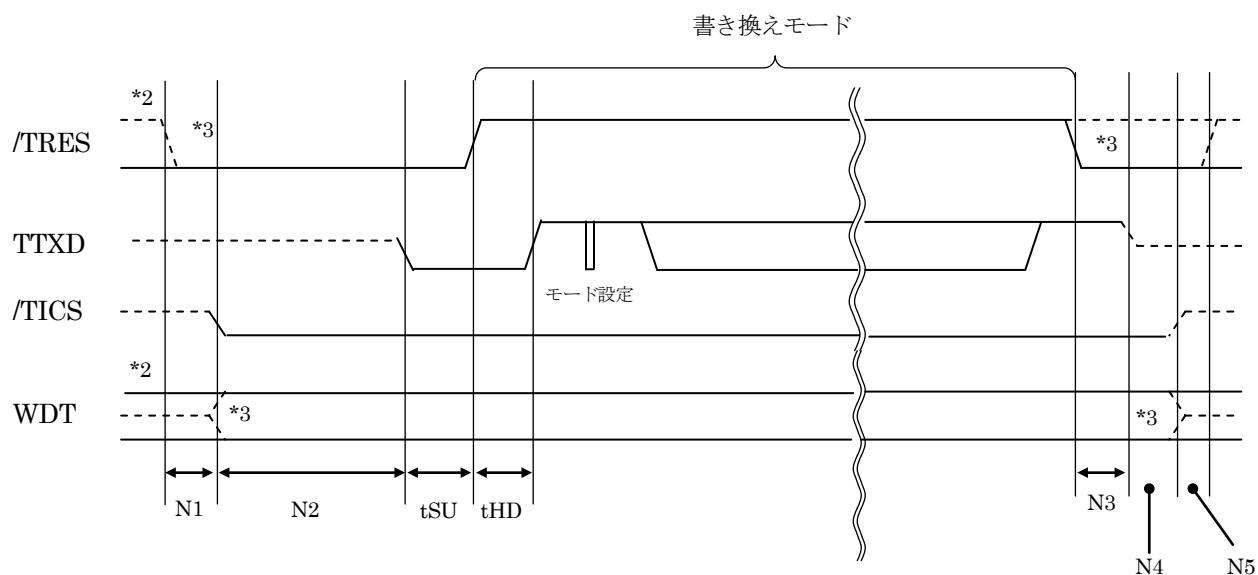 書き換えモード
*2
/TRES
*3
*3
TTXD
モード設定
/TICS
*2
WDT
*3
*3
N1
N2
tSU
tHD
N3
N4
N5